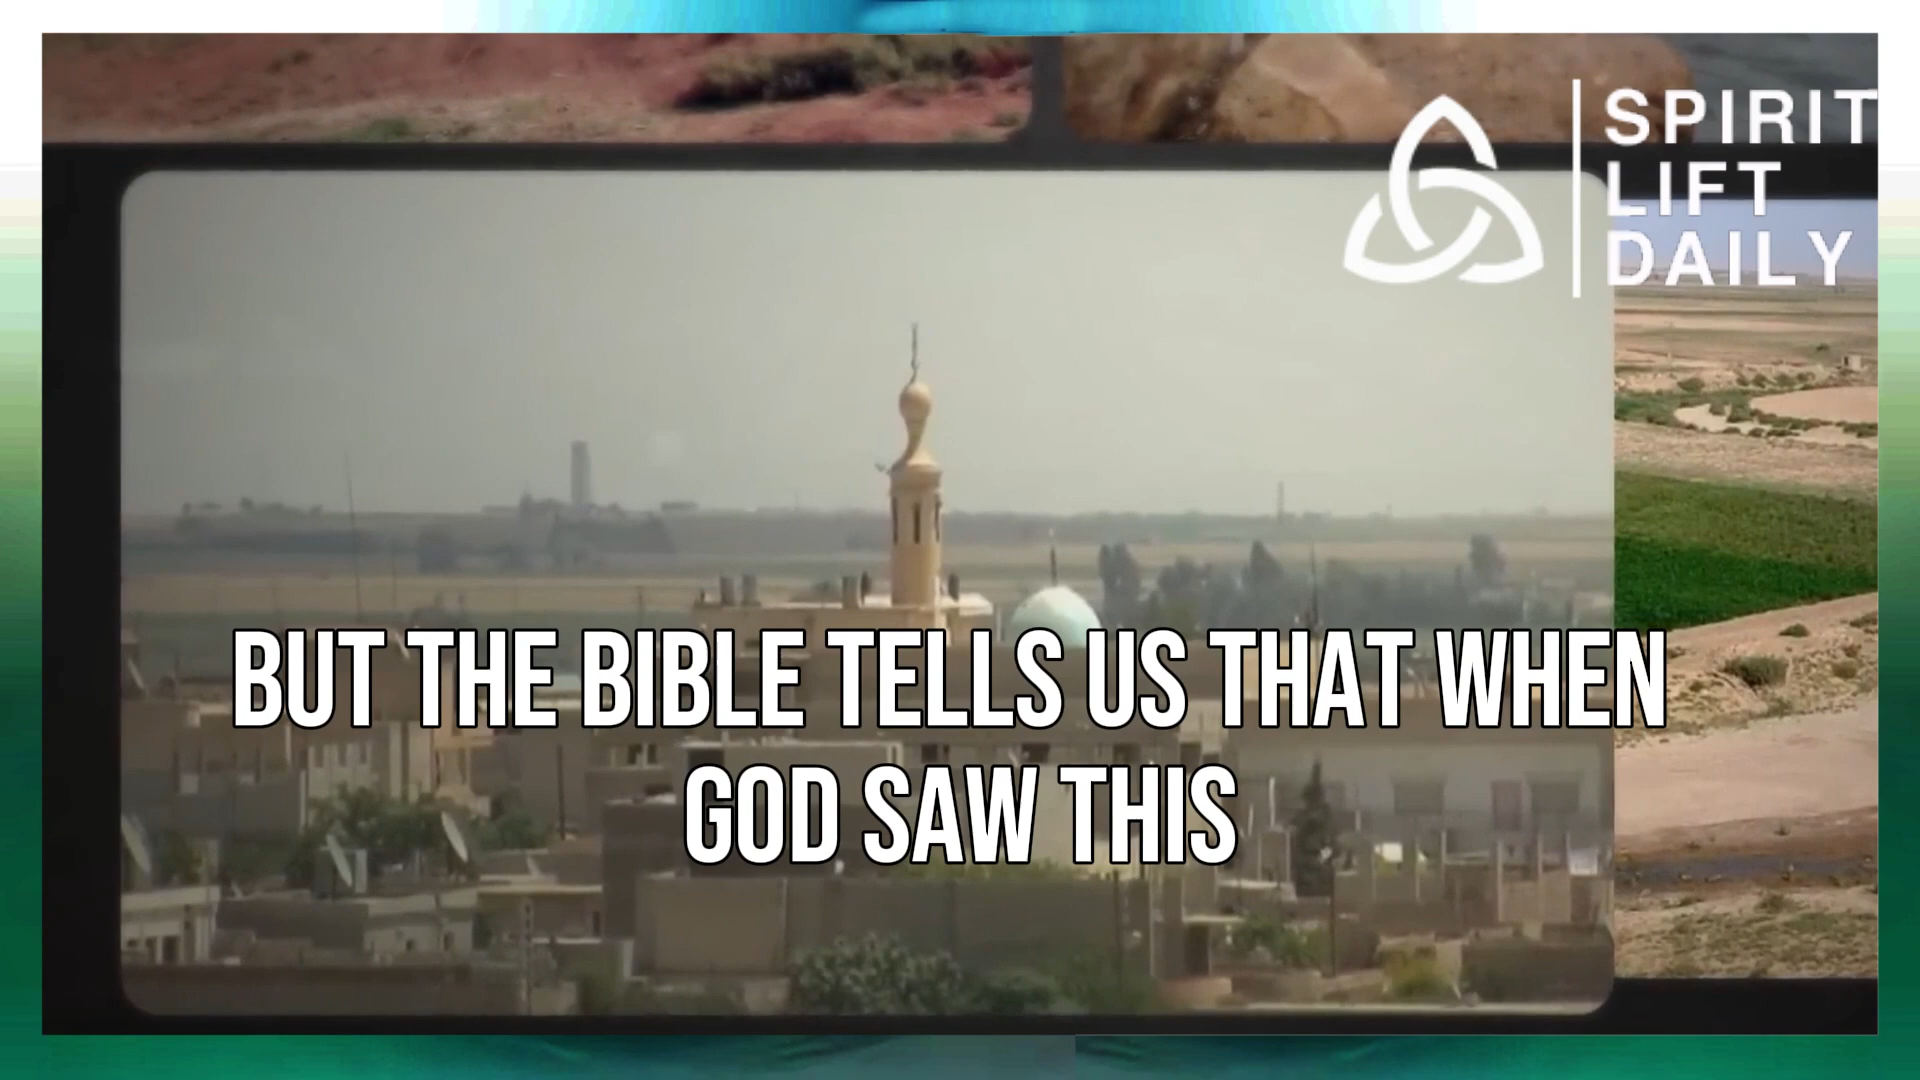 SPIRIT
LIFT
DAILY
BUT THE BIBLE TELLS US THAT WHEN
GOD SAW THIS